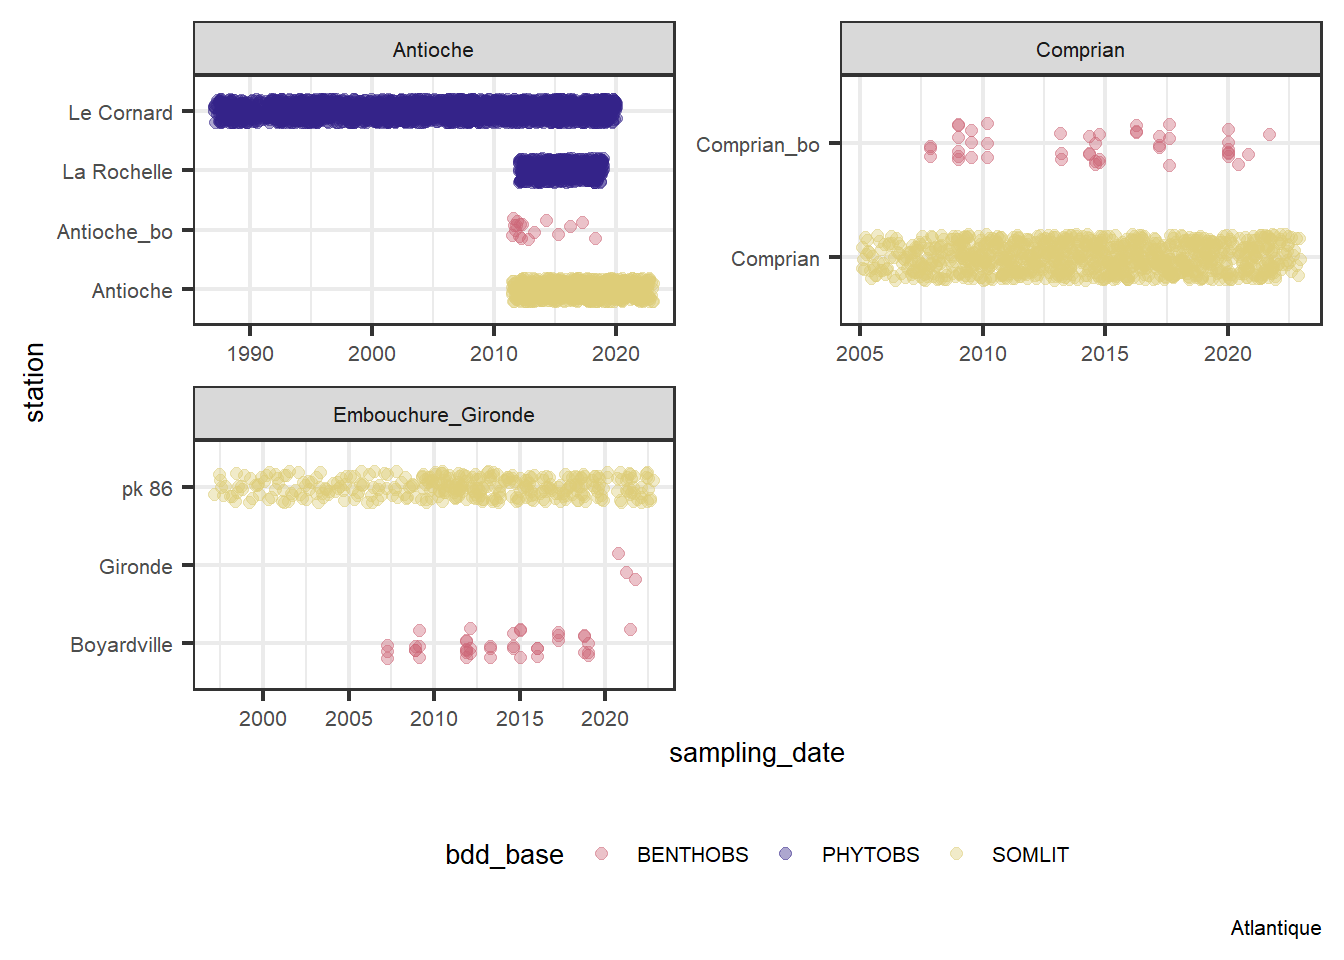 Antioche
Comprian
Le Cornard
La Rochelle
Antioche_bo
Antioche
1990 2000 2010 2020
Comprian_bo
Comprian
2005 2010 2015 2020
station
Embouchure_Gironde
pk 86
Gironde
Boyardville
2000 2005 2010 2015 2020
sampling_date
bdd_base BENTHOBS PHYTOBS SOMLIT
Atlantique